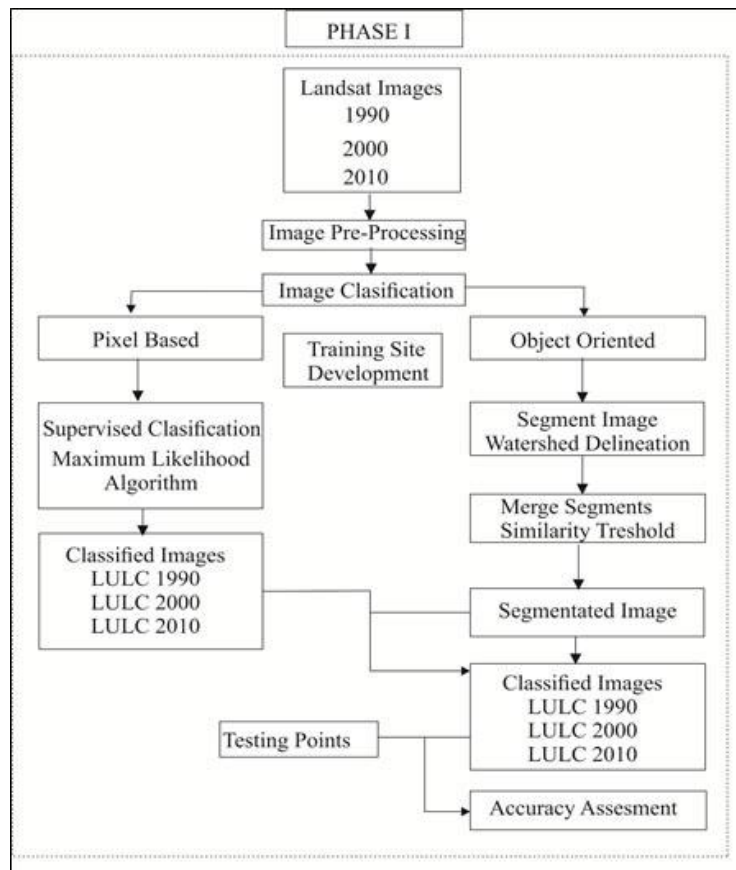 PHASE I
Landsat Images
1990
2000
2010
Image Pre-Processing
Image Clasification
Pixel Based
Training Site
Development
Object Oriented
Supervised Clasification
Maximum Likelihood
Algorithm
Segment Image
Watershed Delineation
Merge Segments
Similarity Treshold
Classified Images
LULC 1990
LULC 2000
LULC 2010
Segmentated Image
Classified Images
LULC 1990
LULC 2000
LULC 2010
Testing Points
Accuracy Assesment